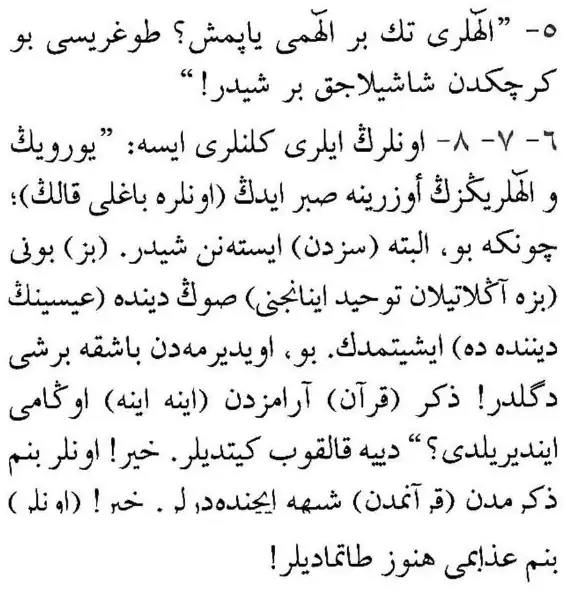 ٥- ”الٓهلری تك بر الٓهمی یاپمش؟ طوغریسی بو
كرچكدن شاشیلاجق بر شیدر!“
٦- ٧- ٨- اونلرڭ ایلری كلنلری ایسه: ”یورویڭ
و الٓهلریڭزڭ أوزرینه صبر ایدڭ (اونلره باغلی قالڭ)؛
چونكه بو، البته (سزدن) ایسته‌نن شیدر. (بز) بونی
(بزه آڭلاتیلان توحید اینانجنی) صوڭ دینده (عیسینڭ
دیننده ده) ایشیتمدك. بو، اویدیرمه‌دن باشقه برشی
دگلدر! ذكر (قرآن) آرامزدن (اینه اینه) اوڭامی
ایندیریلدی؟“ دییه قالقوب كیتدیلر. خیر! اونلر بنم
ذكرمدن (قرآنمدن) شبهه ایچنده‌درلر. خیر! (اونلر)
بنم عذابمی هنوز طاتمادیلر!